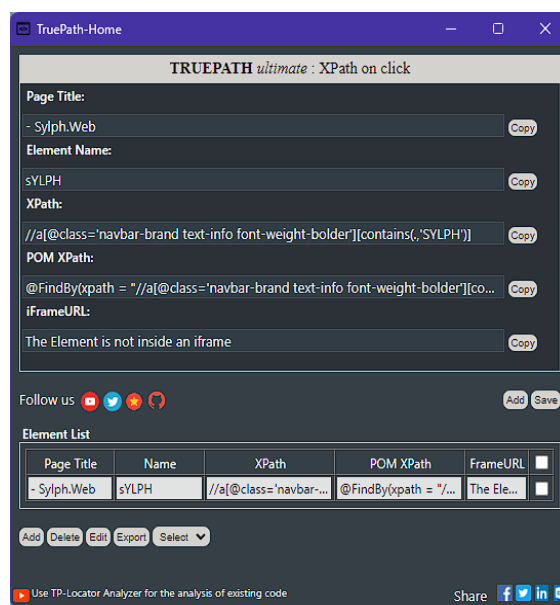 TruePath-Home
TRUEPATH ultimate : XPath on click
Page Title:
- Sylph.Web Copy
Element Name:
sYLPH Copy
XPath:
//a[@class='navbar-brand text-info font-weight-bolder'][contains(.,'SYLPH')] Copy
POM XPath:
@FindBy(xpath = "//a[@class='navbar-brand text-info font-weight-bolder'][co... Copy
iFrameURL:
The Element is not inside an iframe Copy
Follow us Add Save
Element List
Page Title Name XPath POM XPath FrameURL
- Sylph.Web sYLPH //a[@class='navbar-... @FindBy(xpath = "/... The Ele...
Add Delete Edit Export Select
Use TP-Locator Analyzer for the analysis of existing code Share